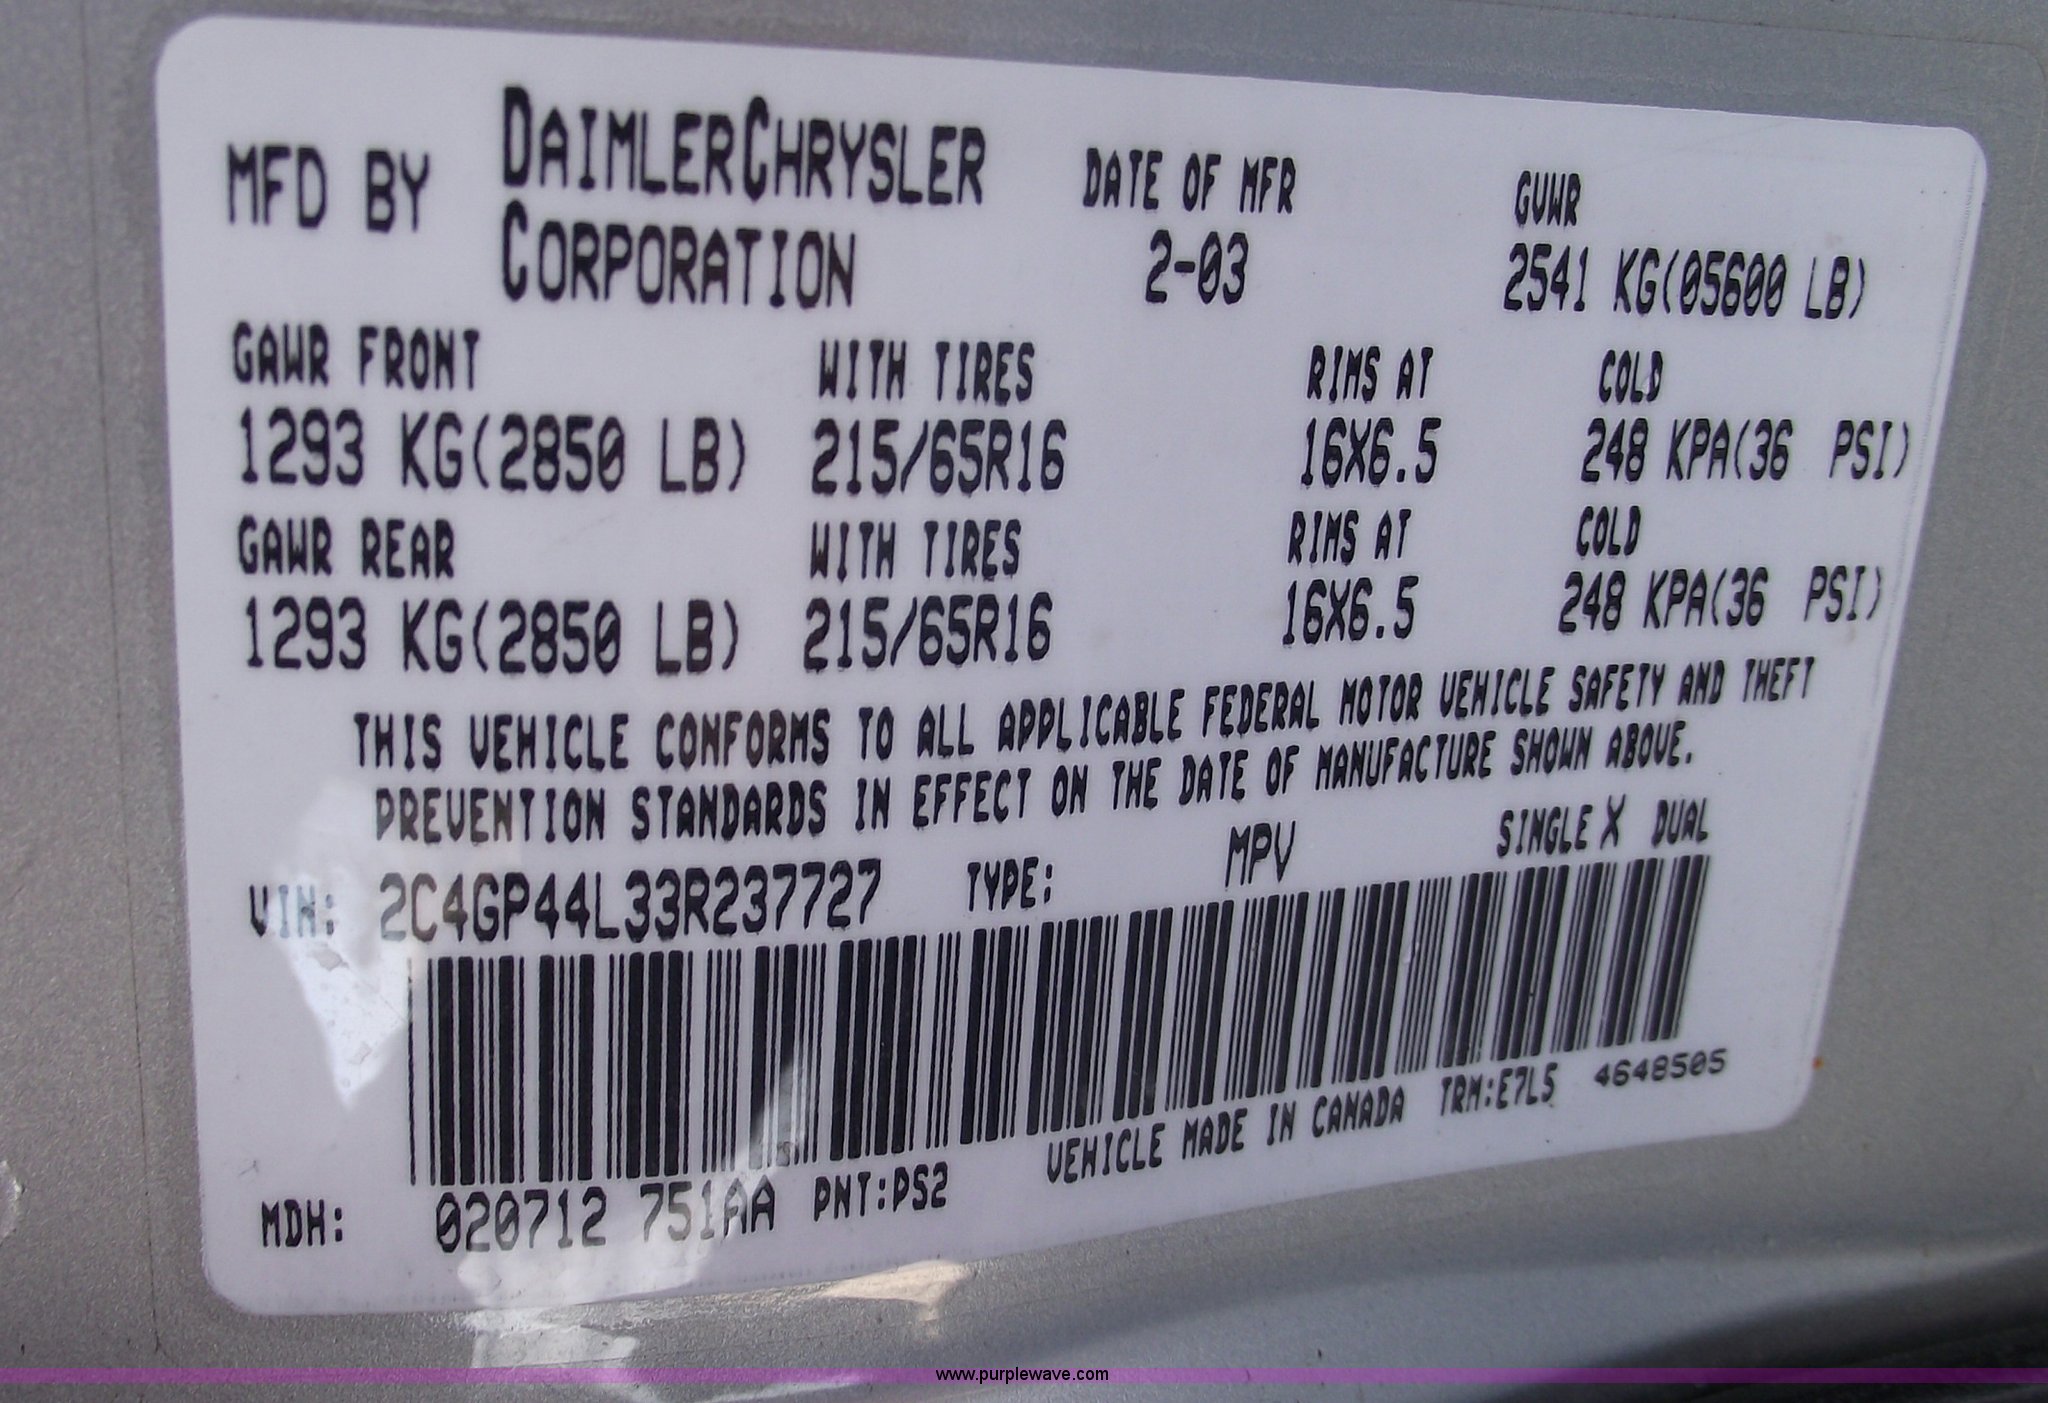 MFD BY DAIMLERCHRYSLER CORPORATION DATE OF MFR 2-03 GVWR 2541 KG(05600 LB)
GAWR FRONT WITH TIRES RIMS AT COLD
1293 KG(2850 LB) 215/65R16 16X6.5 248 KPA(36 PSI)
GAWR REAR WITH TIRES RIMS AT COLD
1293 KG(2850 LB) 215/65R16 16X6.5 248 KPA(36 PSI)
THIS VEHICLE CONFORMS TO ALL APPLICABLE FEDERAL MOTOR VEHICLE SAFETY AND THEFT
PREVENTION STANDARDS IN EFFECT ON THE DATE OF MANUFACTURE SHOWN ABOVE.
VIN: 2C4GP44L33R237727 TYPE: MPV SINGLE X DUAL
MDH: 020712 751AA PNT:PS2 VEHICLE MADE IN CANADA TRM:E7L5 4648505
www.purplewave.com